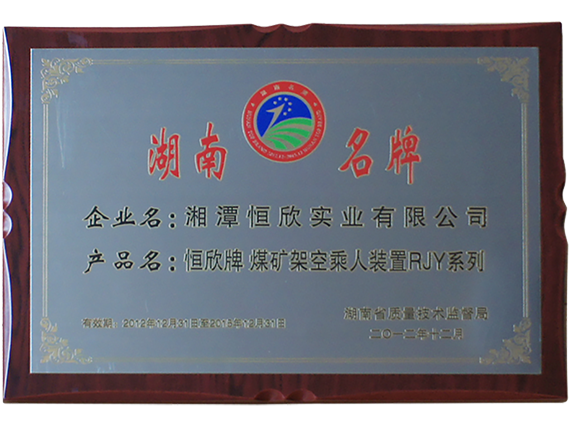 湖南 名牌
企业名：湘潭恒欣实业有限公司
产品名：恒欣牌 煤矿架空乘人装置RJY系列
湖南省质量技术监督局
有效期：2012年12月31日至2015年12月31日
二〇一二年十二月